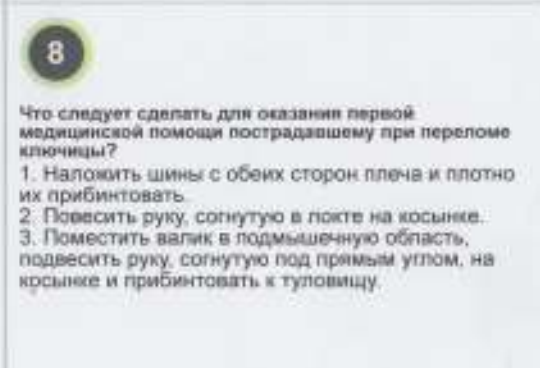 8
Что следует сделать для оказания первой
медицинской помощи пострадавшему при переломе
ключицы?
1. Наложить шины с обеих сторон плеча и плотно
их прибинтовать.
2. Повесить руку, согнутую в локте на косынке.
3. Поместить валик в подмышечную область,
подвесить руку, согнутую под прямым углом, на
косынке и прибинтовать к туловищу.